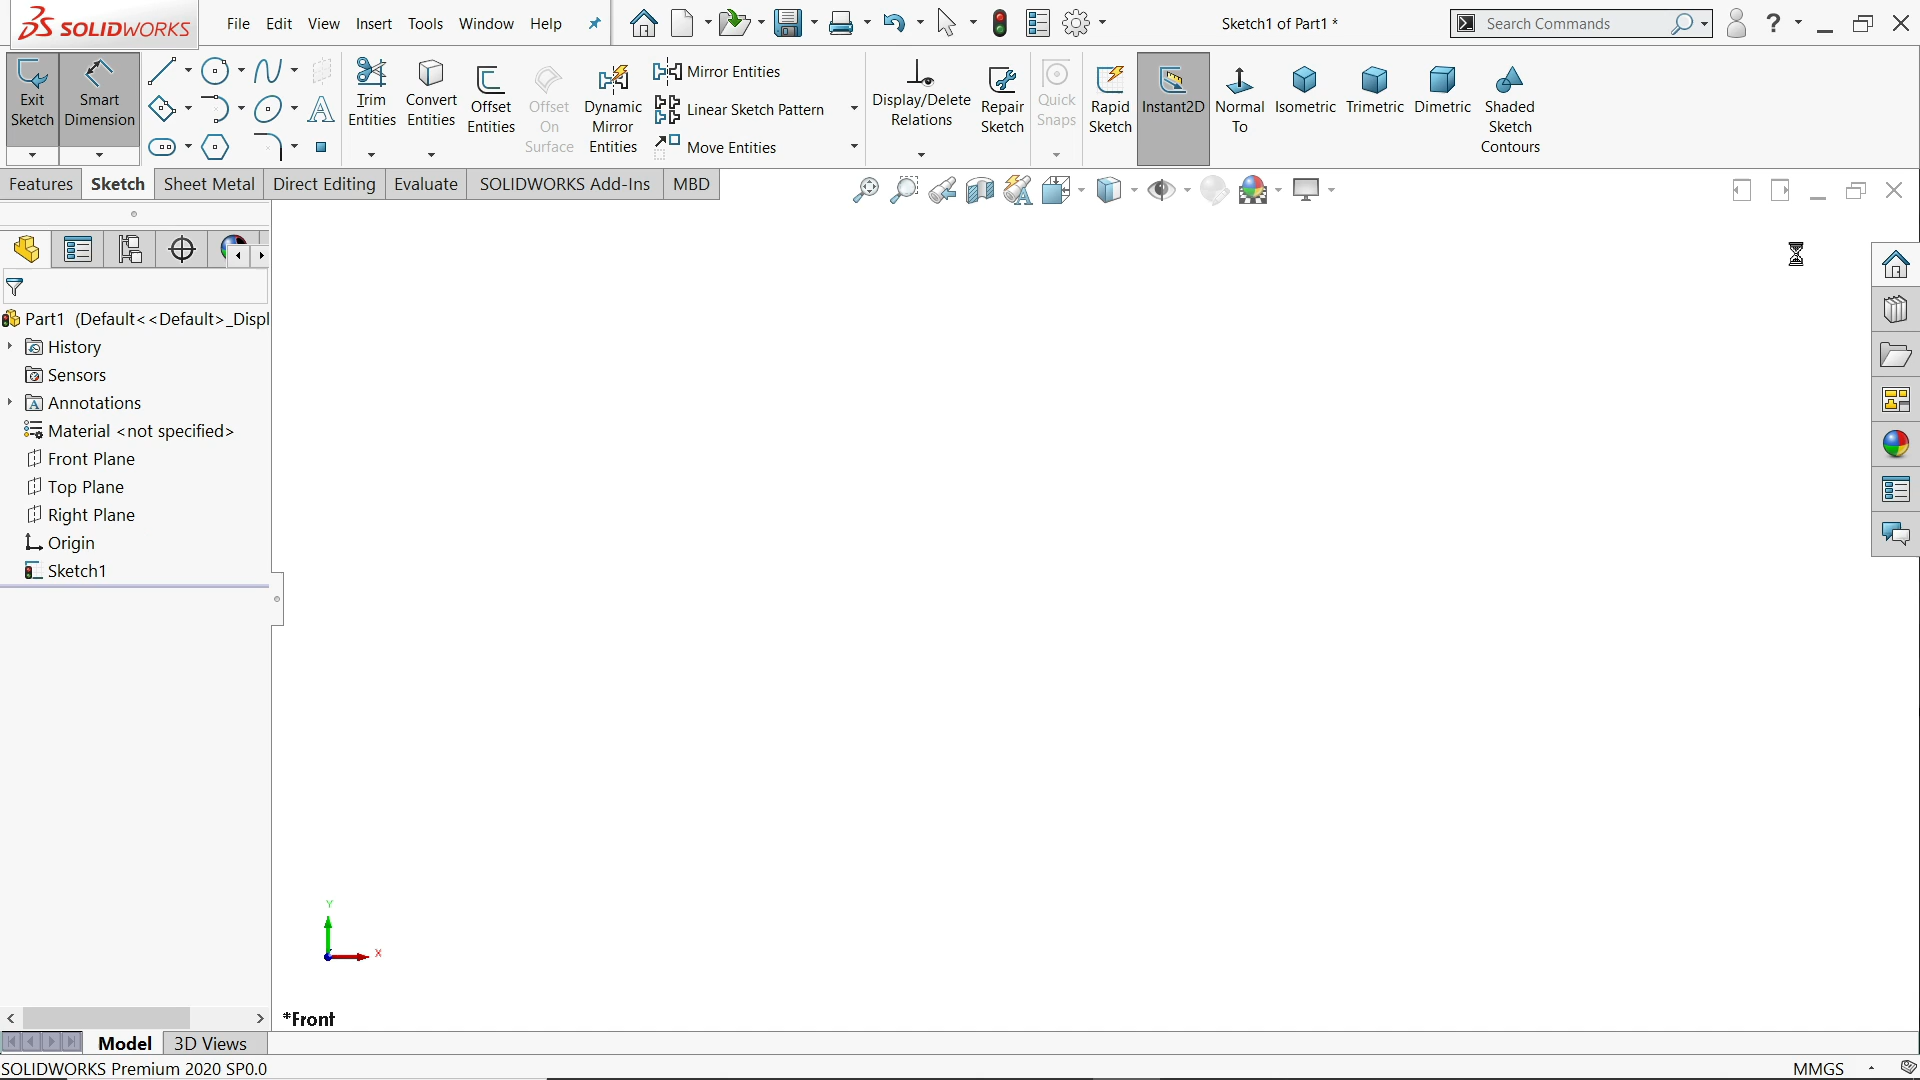 SOLIDWORKS File Edit View Insert Tools Window Help Sketch1 of Part1 * Search Commands ?
Exit Sketch
Smart Dimension
Trim Entities
Convert Entities
Offset Entities
Offset On Surface
Dynamic Mirror Entities
Mirror Entities
Linear Sketch Pattern
Move Entities
Display/Delete Relations
Repair Sketch
Quick Snaps
Rapid Sketch
Instant2D
Normal To
Isometric
Trimetric
Dimetric
Shaded Sketch Contours
Features Sketch Sheet Metal Direct Editing Evaluate SOLIDWORKS Add-Ins MBD
Part1 (Default<<Default>_Displ
History
Sensors
Annotations
Material <not specified>
Front Plane
Top Plane
Right Plane
Origin
Sketch1
Y
X
*Front
Model 3D Views
SOLIDWORKS Premium 2020 SP0.0 MMGS